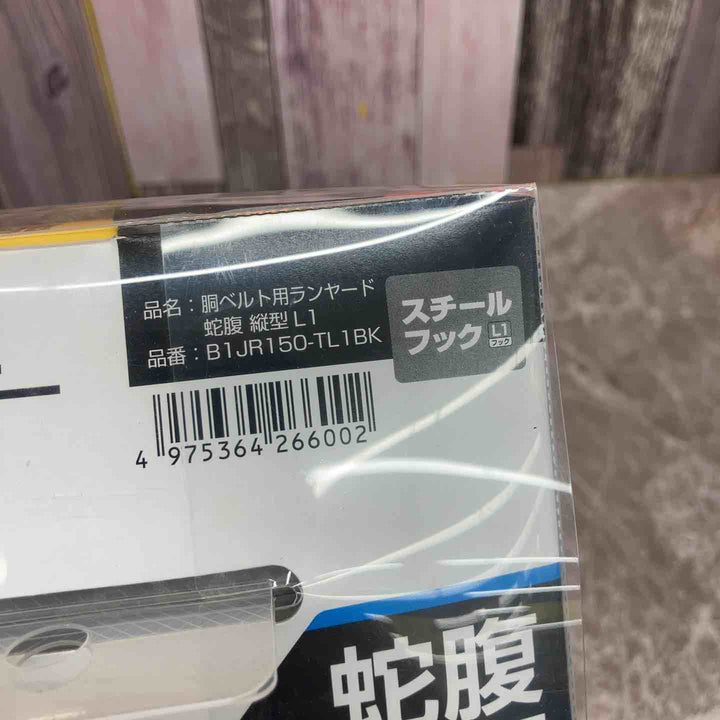 品名：胴ベルト用ランヤード
蛇腹 縦型 L1
品番：B1JR150-TL1BK
スチール
フック
L1
フック
4 975364 266002
蛇腹